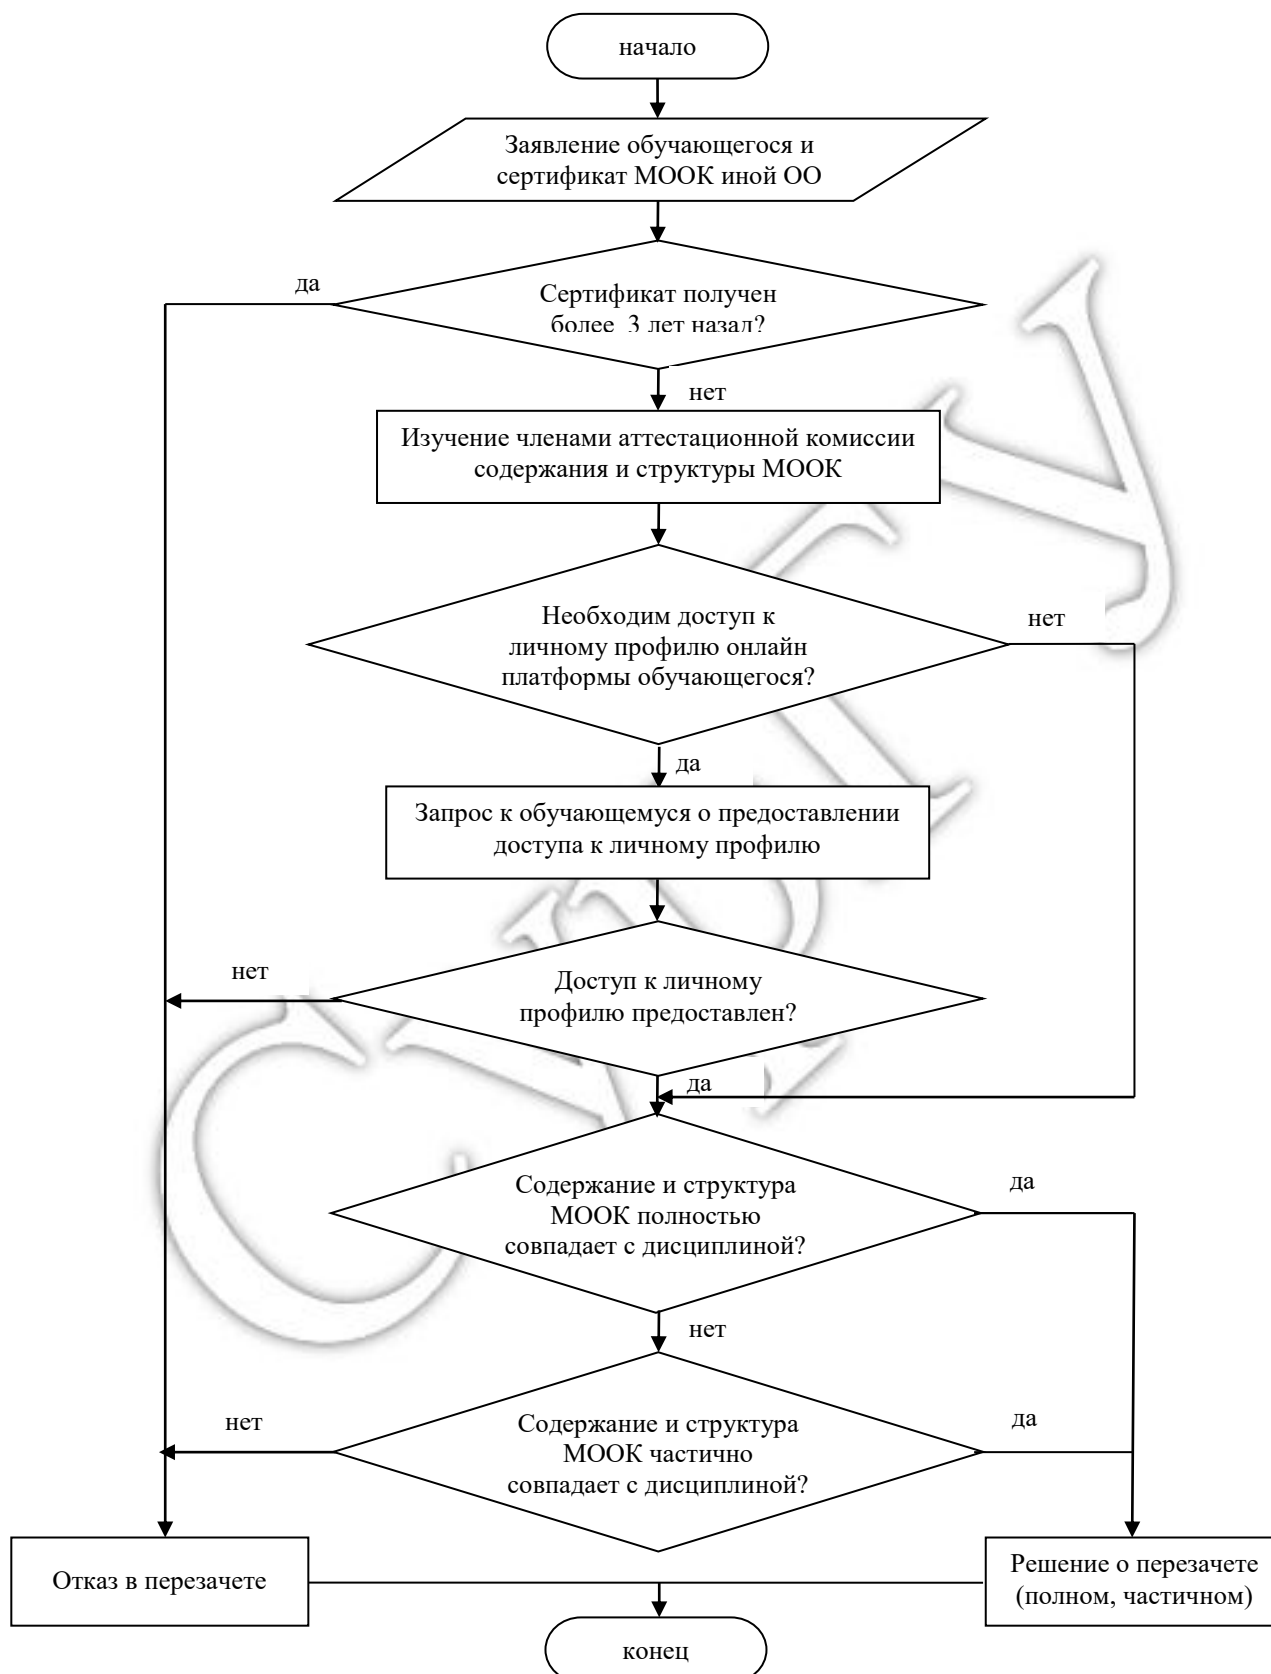 начало
Заявление обучающегося и
сертификат МООК иной ОО
да
Сертификат получен
более 3 лет назад?
нет
Изучение членами аттестационной комиссии
содержания и структуры МООК
Необходим доступ к
личному профилю онлайн
платформы обучающегося?
нет
да
Запрос к обучающемуся о предоставлении
доступа к личному профилю
нет
Доступ к личному
профилю предоставлен?
да
Содержание и структура
МООК полностью
совпадает с дисциплиной?
да
нет
нет
Содержание и структура
МООК частично
совпадает с дисциплиной?
да
Отказ в перезачете
Решение о перезачете
(полном, частичном)
конец